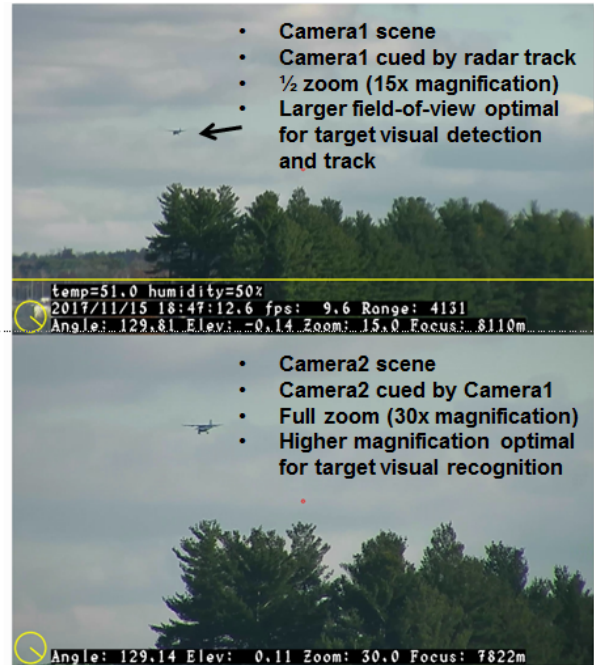 • Camera1 scene
• Camera1 cued by radar track
• ½ zoom (15x magnification)
• Larger field-of-view optimal
for target visual detection
and track
temp=51.0 humidity=50%
2017/11/15 18:47:12.6 fps: 9.6 Range: 4131
Angle: 129.81 Elev: -0.14 Zoom: 15.0 Focus: 8110m
• Camera2 scene
• Camera2 cued by Camera1
• Full zoom (30x magnification)
• Higher magnification optimal
for target visual recognition
Angle: 129.14 Elev: 0.11 Zoom: 30.0 Focus: 7822m